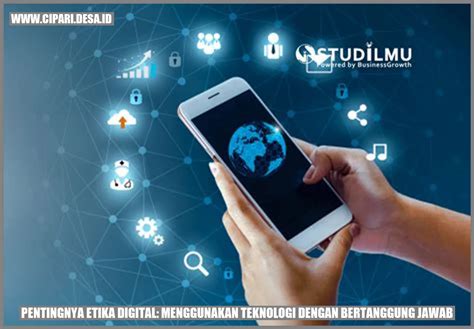 WWW.CIPARI.DESA.ID
STUDiLMU
Powered by BusinessGrowth
PENTINGNYA ETIKA DIGITAL: MENGGUNAKAN TEKNOLOGI DENGAN BERTANGGUNG JAWAB